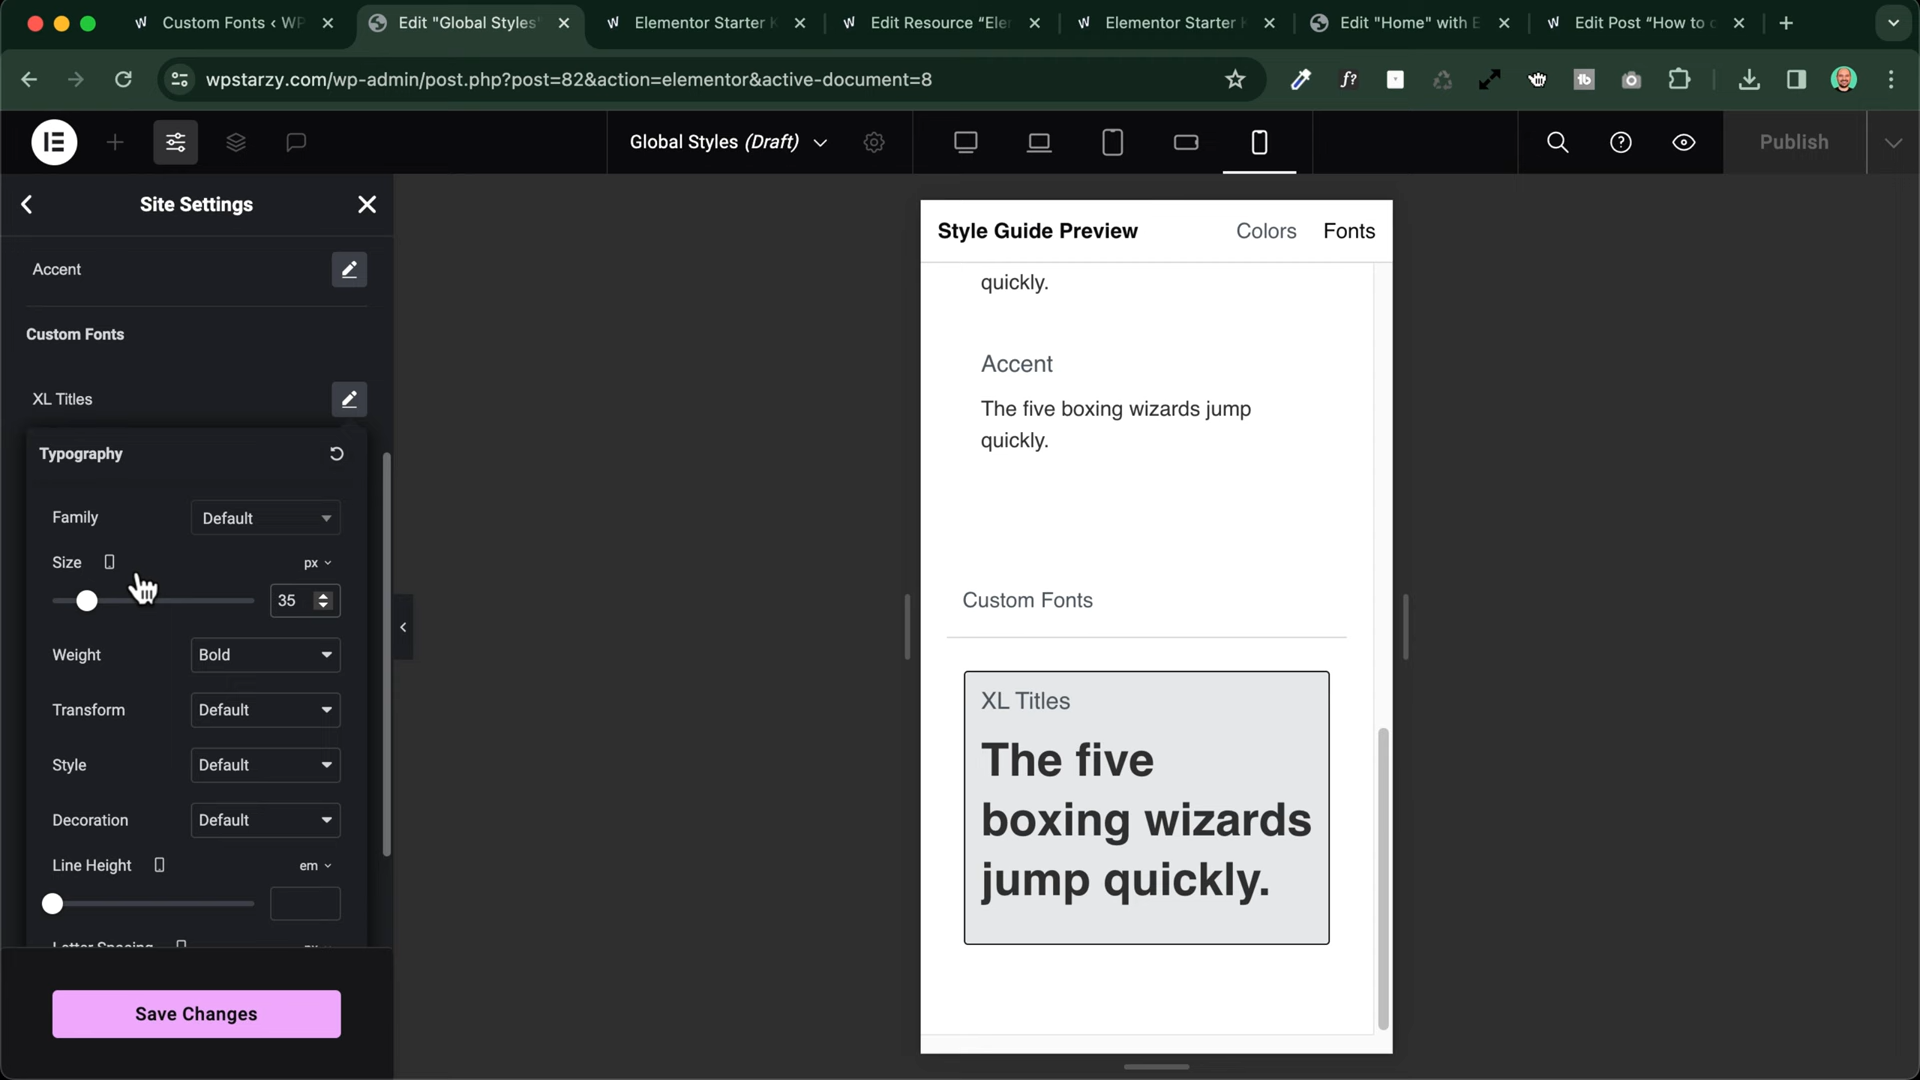 Custom Fonts ‹ WP
Edit "Global Styles"
Elementor Starter K
Edit Resource “Ele
Elementor Starter K
Edit "Home" with E
Edit Post “How to c
wpstarzy.com/wp-admin/post.php?post=82&action=elementor&active-document=8
Global Styles (Draft)
Publish
Site Settings
Accent
Custom Fonts
XL Titles
Typography
Family Default
Size px
35
Weight Bold
Transform Default
Style Default
Decoration Default
Line Height em
Letter Spacing px
Save Changes
Style Guide Preview Colors Fonts
quickly.
Accent
The five boxing wizards jump
quickly.
Custom Fonts
XL Titles
The five
boxing wizards
jump quickly.